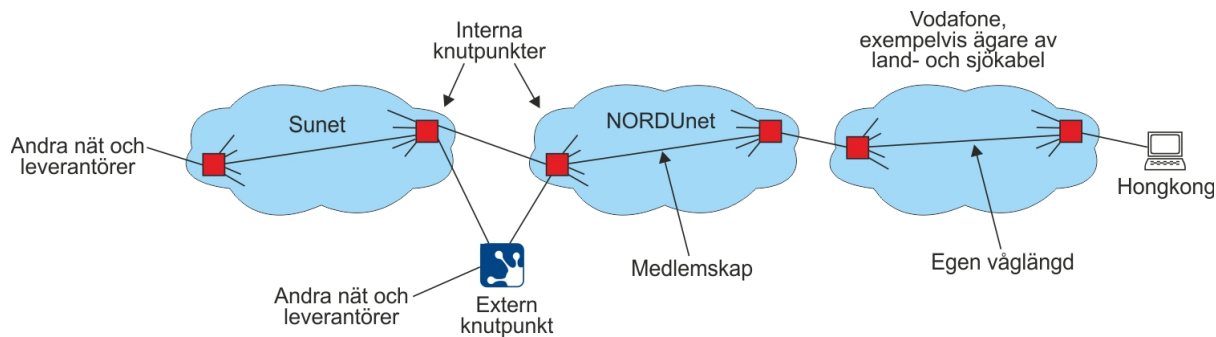 Interna
knutpunkter
Vodafone,
exempelvis ägare av
land- och sjökabel
Sunet
NORDUnet
Andra nät och
leverantörer
Hongkong
Medlemskap
Egen våglängd
Andra nät och
leverantörer
Extern
knutpunkt